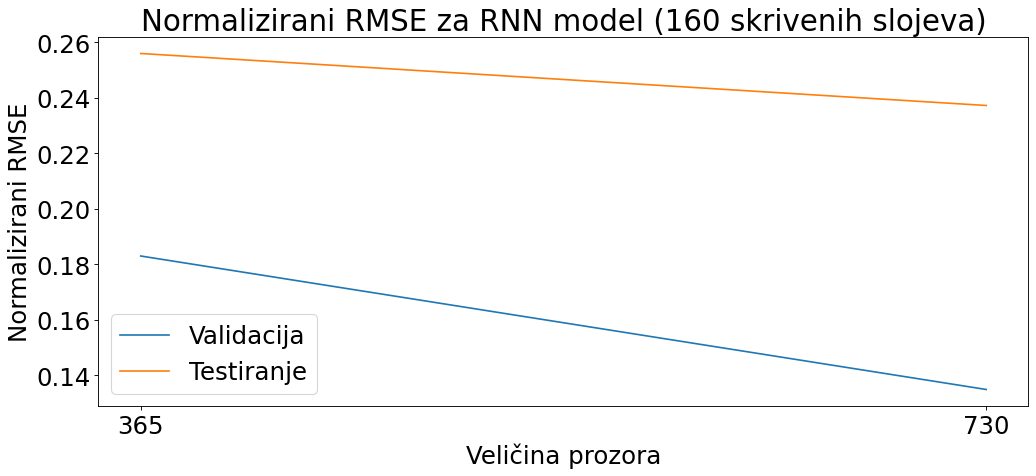 Normalizirani RMSE za RNN model (160 skrivenih slojeva)
0.26
0.24
0.22
0.20
0.18
0.16
0.14
Normalizirani RMSE
Validacija
Testiranje
365
730
Veličina prozora